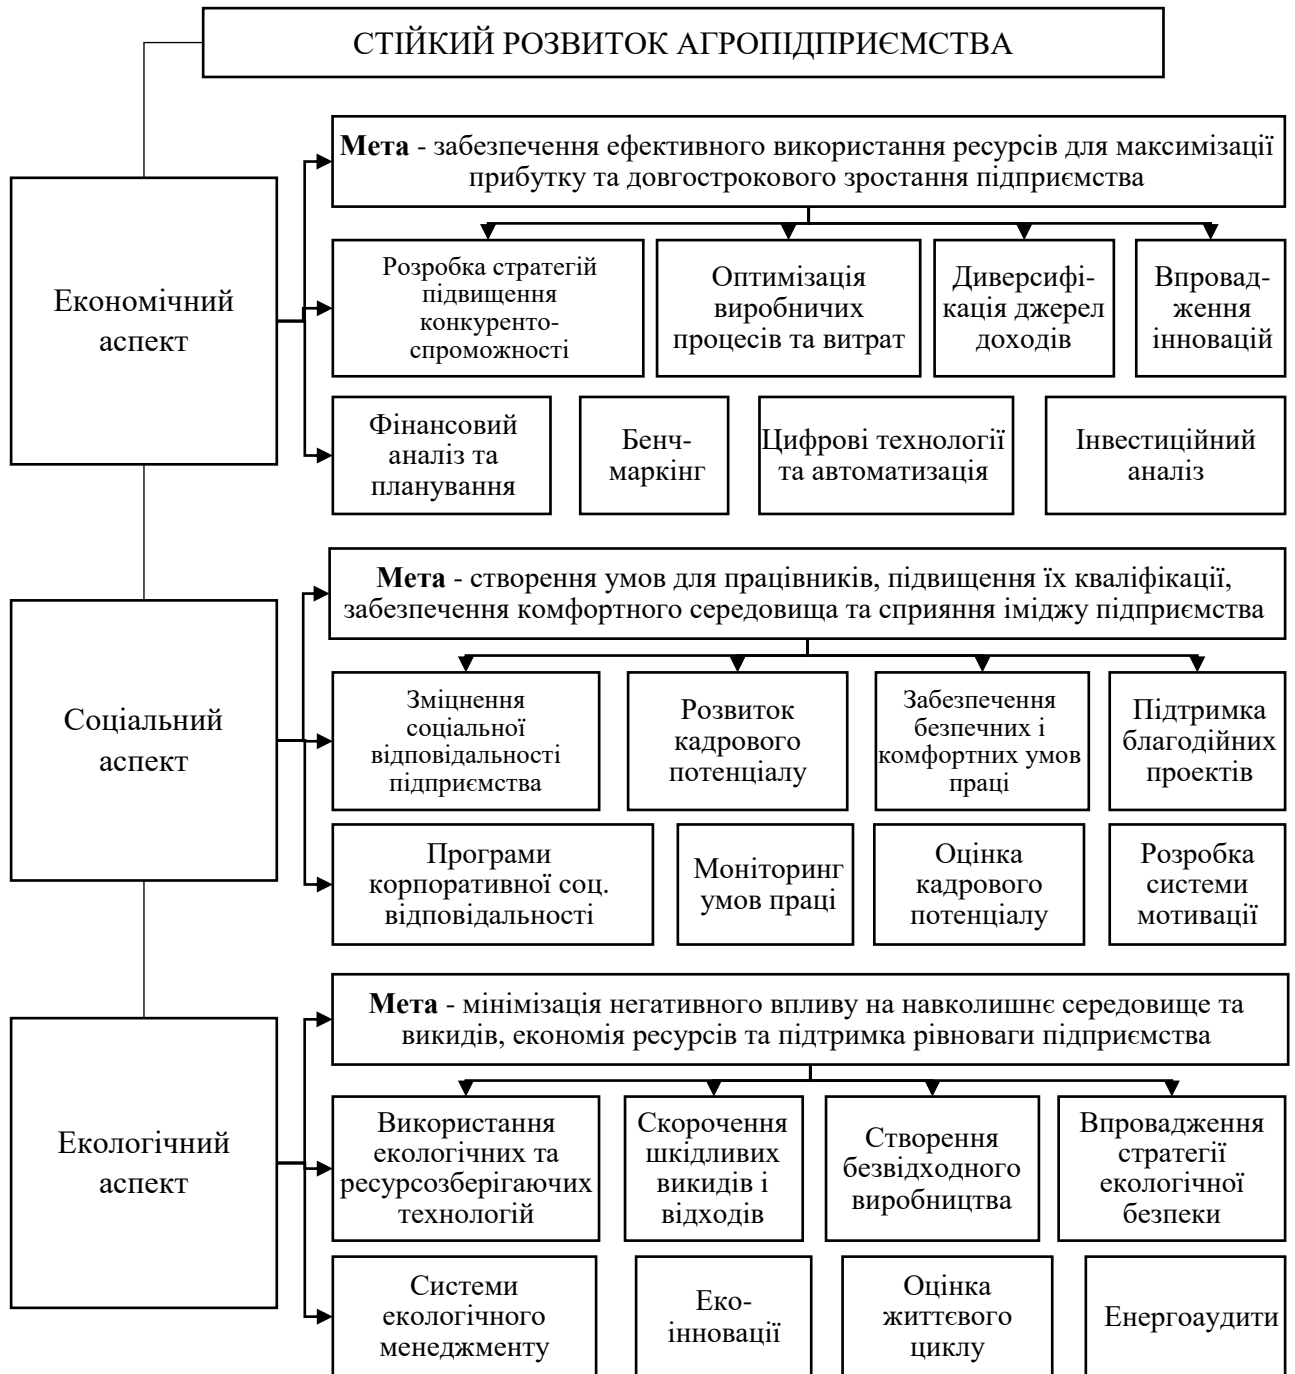 СТІЙКИЙ РОЗВИТОК АГРОПІДПРИЄМСТВА
Економічний
аспект
Мета - забезпечення ефективного використання ресурсів для максимізації
прибутку та довгострокового зростання підприємства
Розробка стратегій
підвищення
конкуренто-
спроможності
Оптимізація
виробничих
процесів та витрат
Диверсифі-
кація джерел
доходів
Впровад-
ження
інновацій
Фінансовий
аналіз та
планування
Бенч-
маркінг
Цифрові технології
та автоматизація
Інвестиційний
аналіз
Соціальний
аспект
Мета - створення умов для працівників, підвищення їх кваліфікації,
забезпечення комфортного середовища та сприяння іміджу підприємства
Зміцнення
соціальної
відповідальності
підприємства
Розвиток
кадрового
потенціалу
Забезпечення
безпечних і
комфортних умов
праці
Підтримка
благодійних
проектів
Програми
корпоративної соц.
відповідальності
Моніторинг
умов праці
Оцінка
кадрового
потенціалу
Розробка
системи
мотивації
Екологічний
аспект
Мета - мінімізація негативного впливу на навколишнє середовище та
викидів, економія ресурсів та підтримка рівноваги підприємства
Використання
екологічних та
ресурсозберігаючих
технологій
Скорочення
шкідливих
викидів і
відходів
Створення
безвідходного
виробництва
Впровадження
стратегії
екологічної
безпеки
Системи
екологічного
менеджменту
Еко-
інновації
Оцінка
життєвого
циклу
Енергоаудити